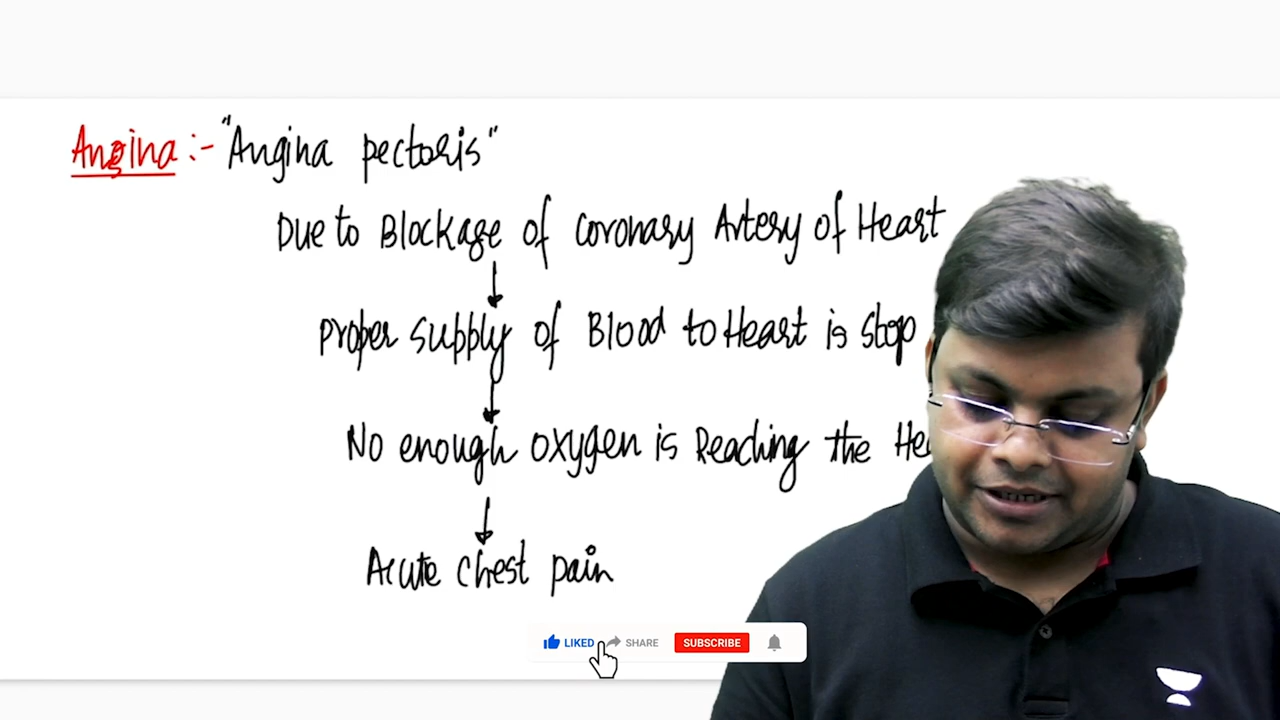 Angina :- "Angina pectoris"
Due to Blockage of Coronary Artery of Heart
Proper supply of Blood to Heart is stop
No enough oxygen is Reaching the
Acute chest pain
LIKED SHARE SUBSCRIBE